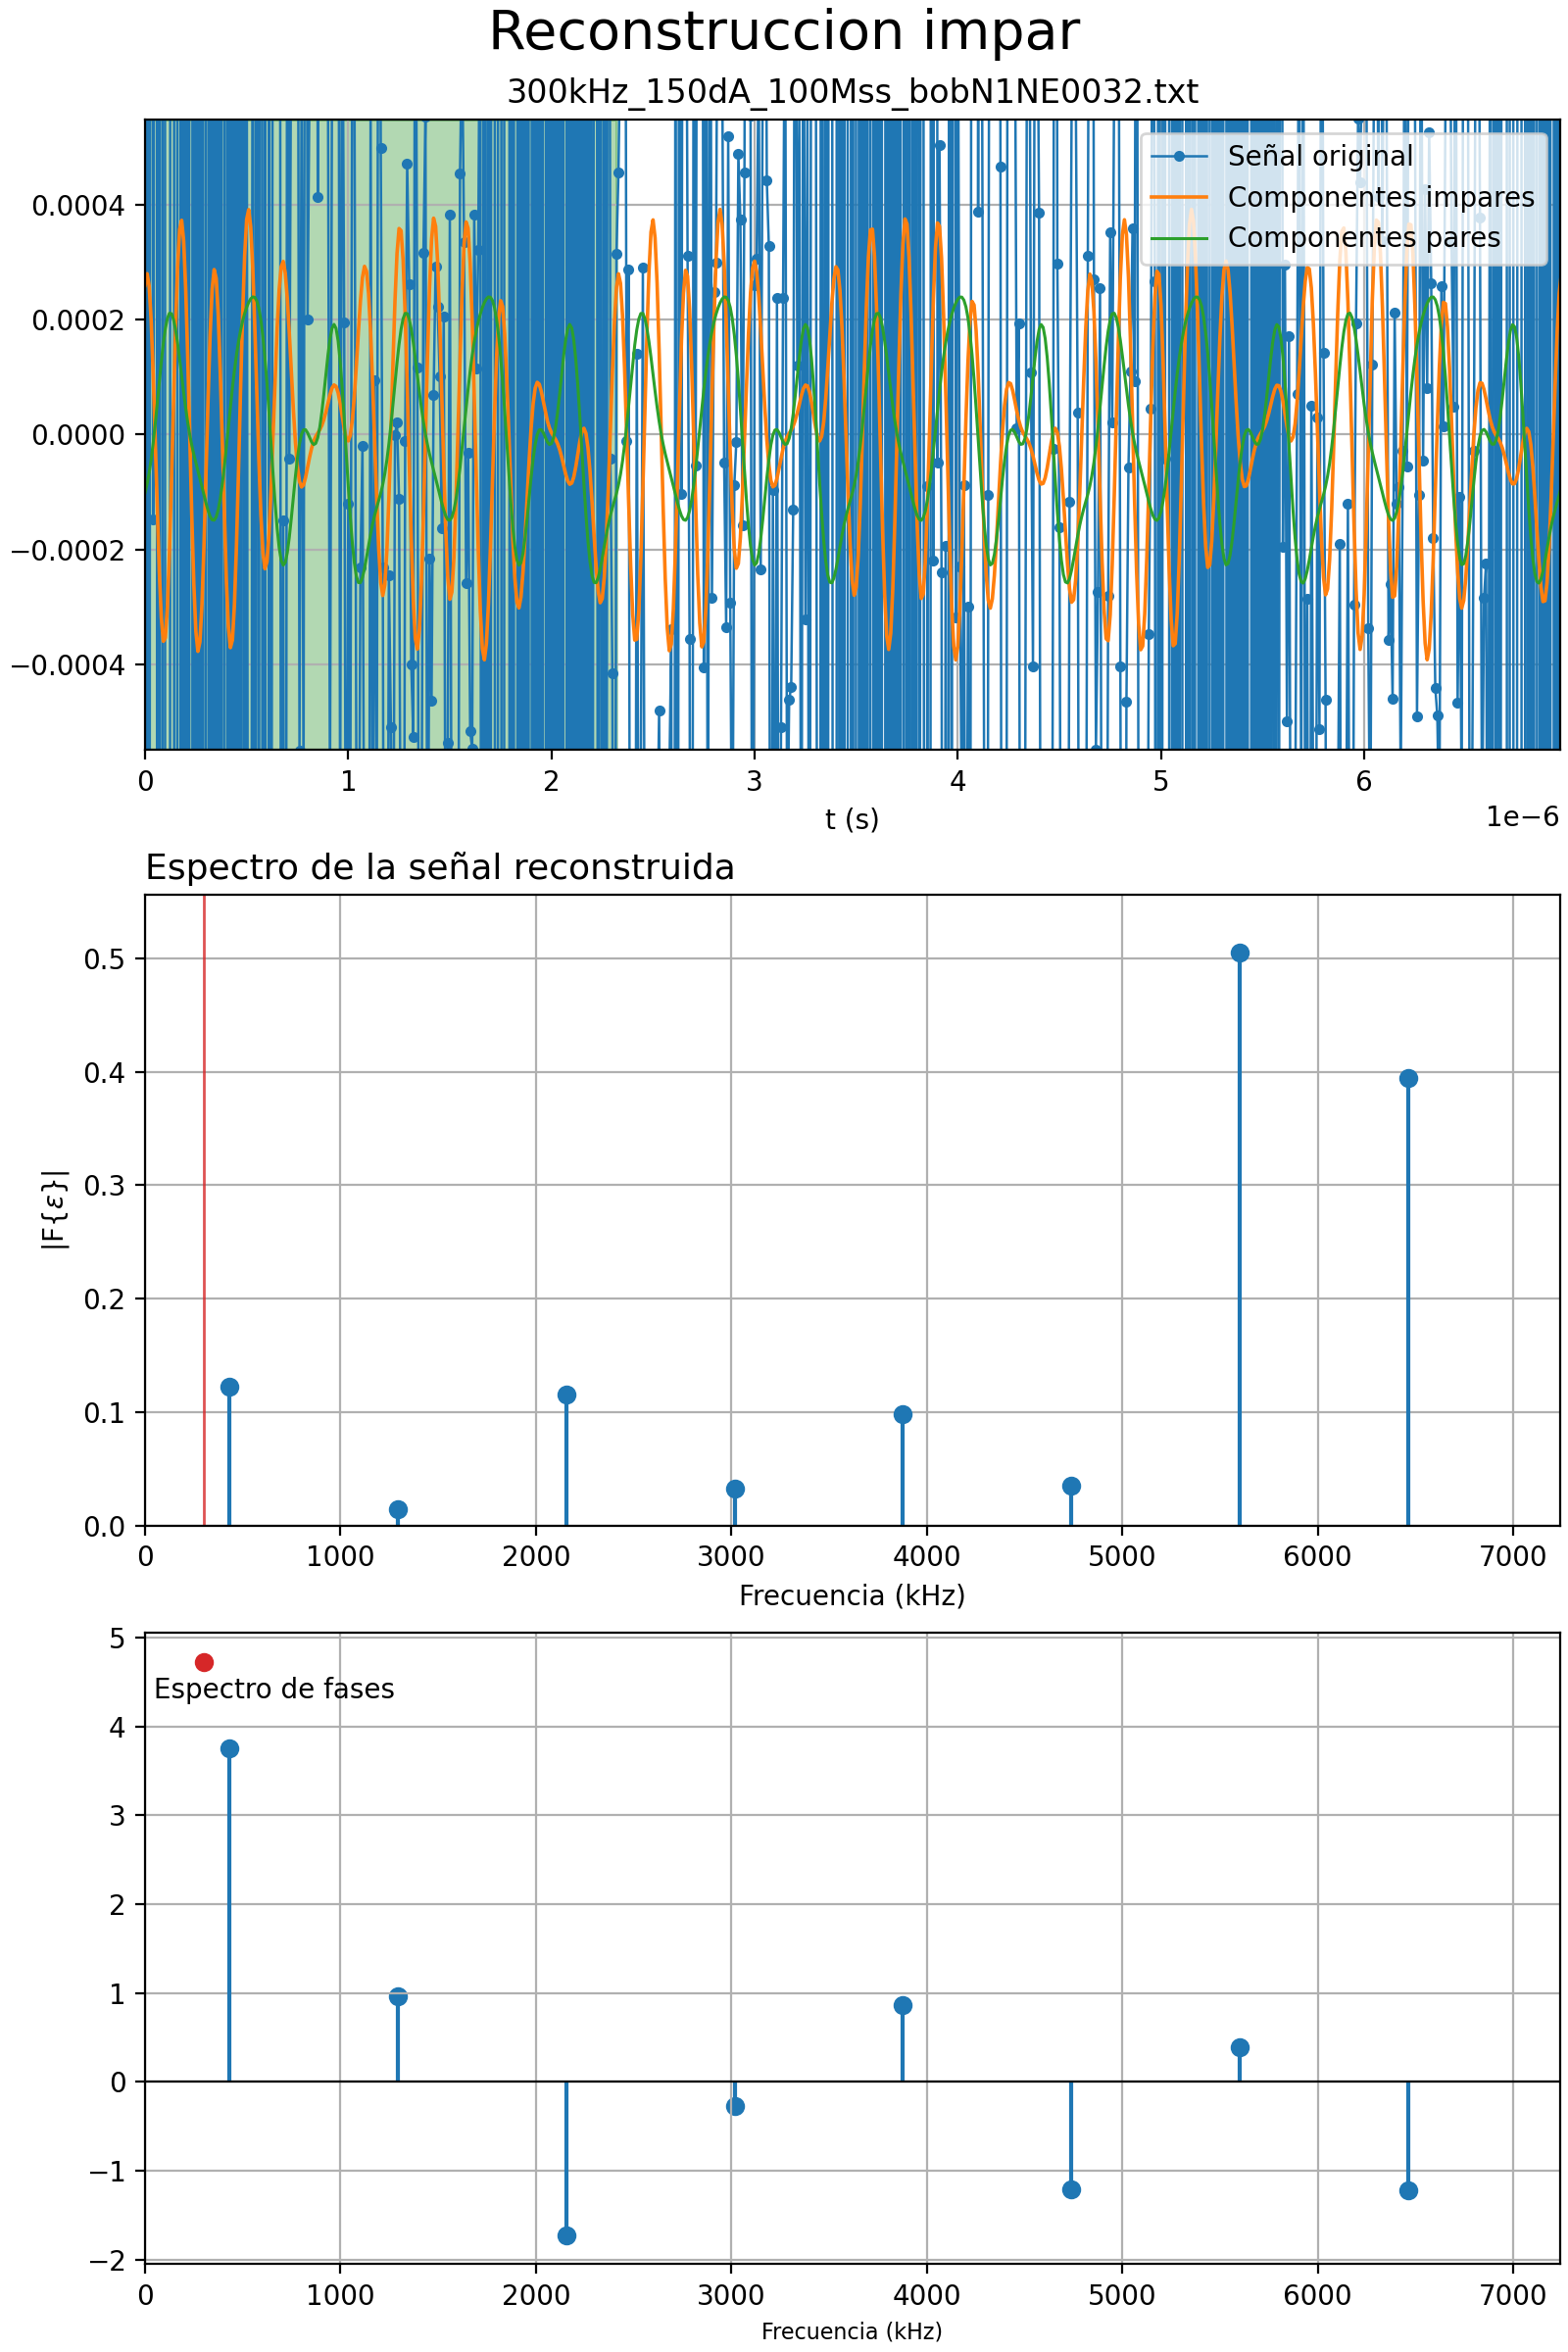 Reconstruccion impar
300kHz_150dA_100Mss_bobN1NE0032.txt
Señal original
Componentes impares
Componentes pares
0.0004
0.0002
0.0000
−0.0002
−0.0004
0 1 2 3 4 5 6
1e−6
t (s)
Espectro de la señal reconstruida
|F{ε}|
0.5
0.4
0.3
0.2
0.1
0.0
0 1000 2000 3000 4000 5000 6000 7000
Frecuencia (kHz)
Espectro de fases
5
4
3
2
1
0
−1
−2
0 1000 2000 3000 4000 5000 6000 7000
Frecuencia (kHz)